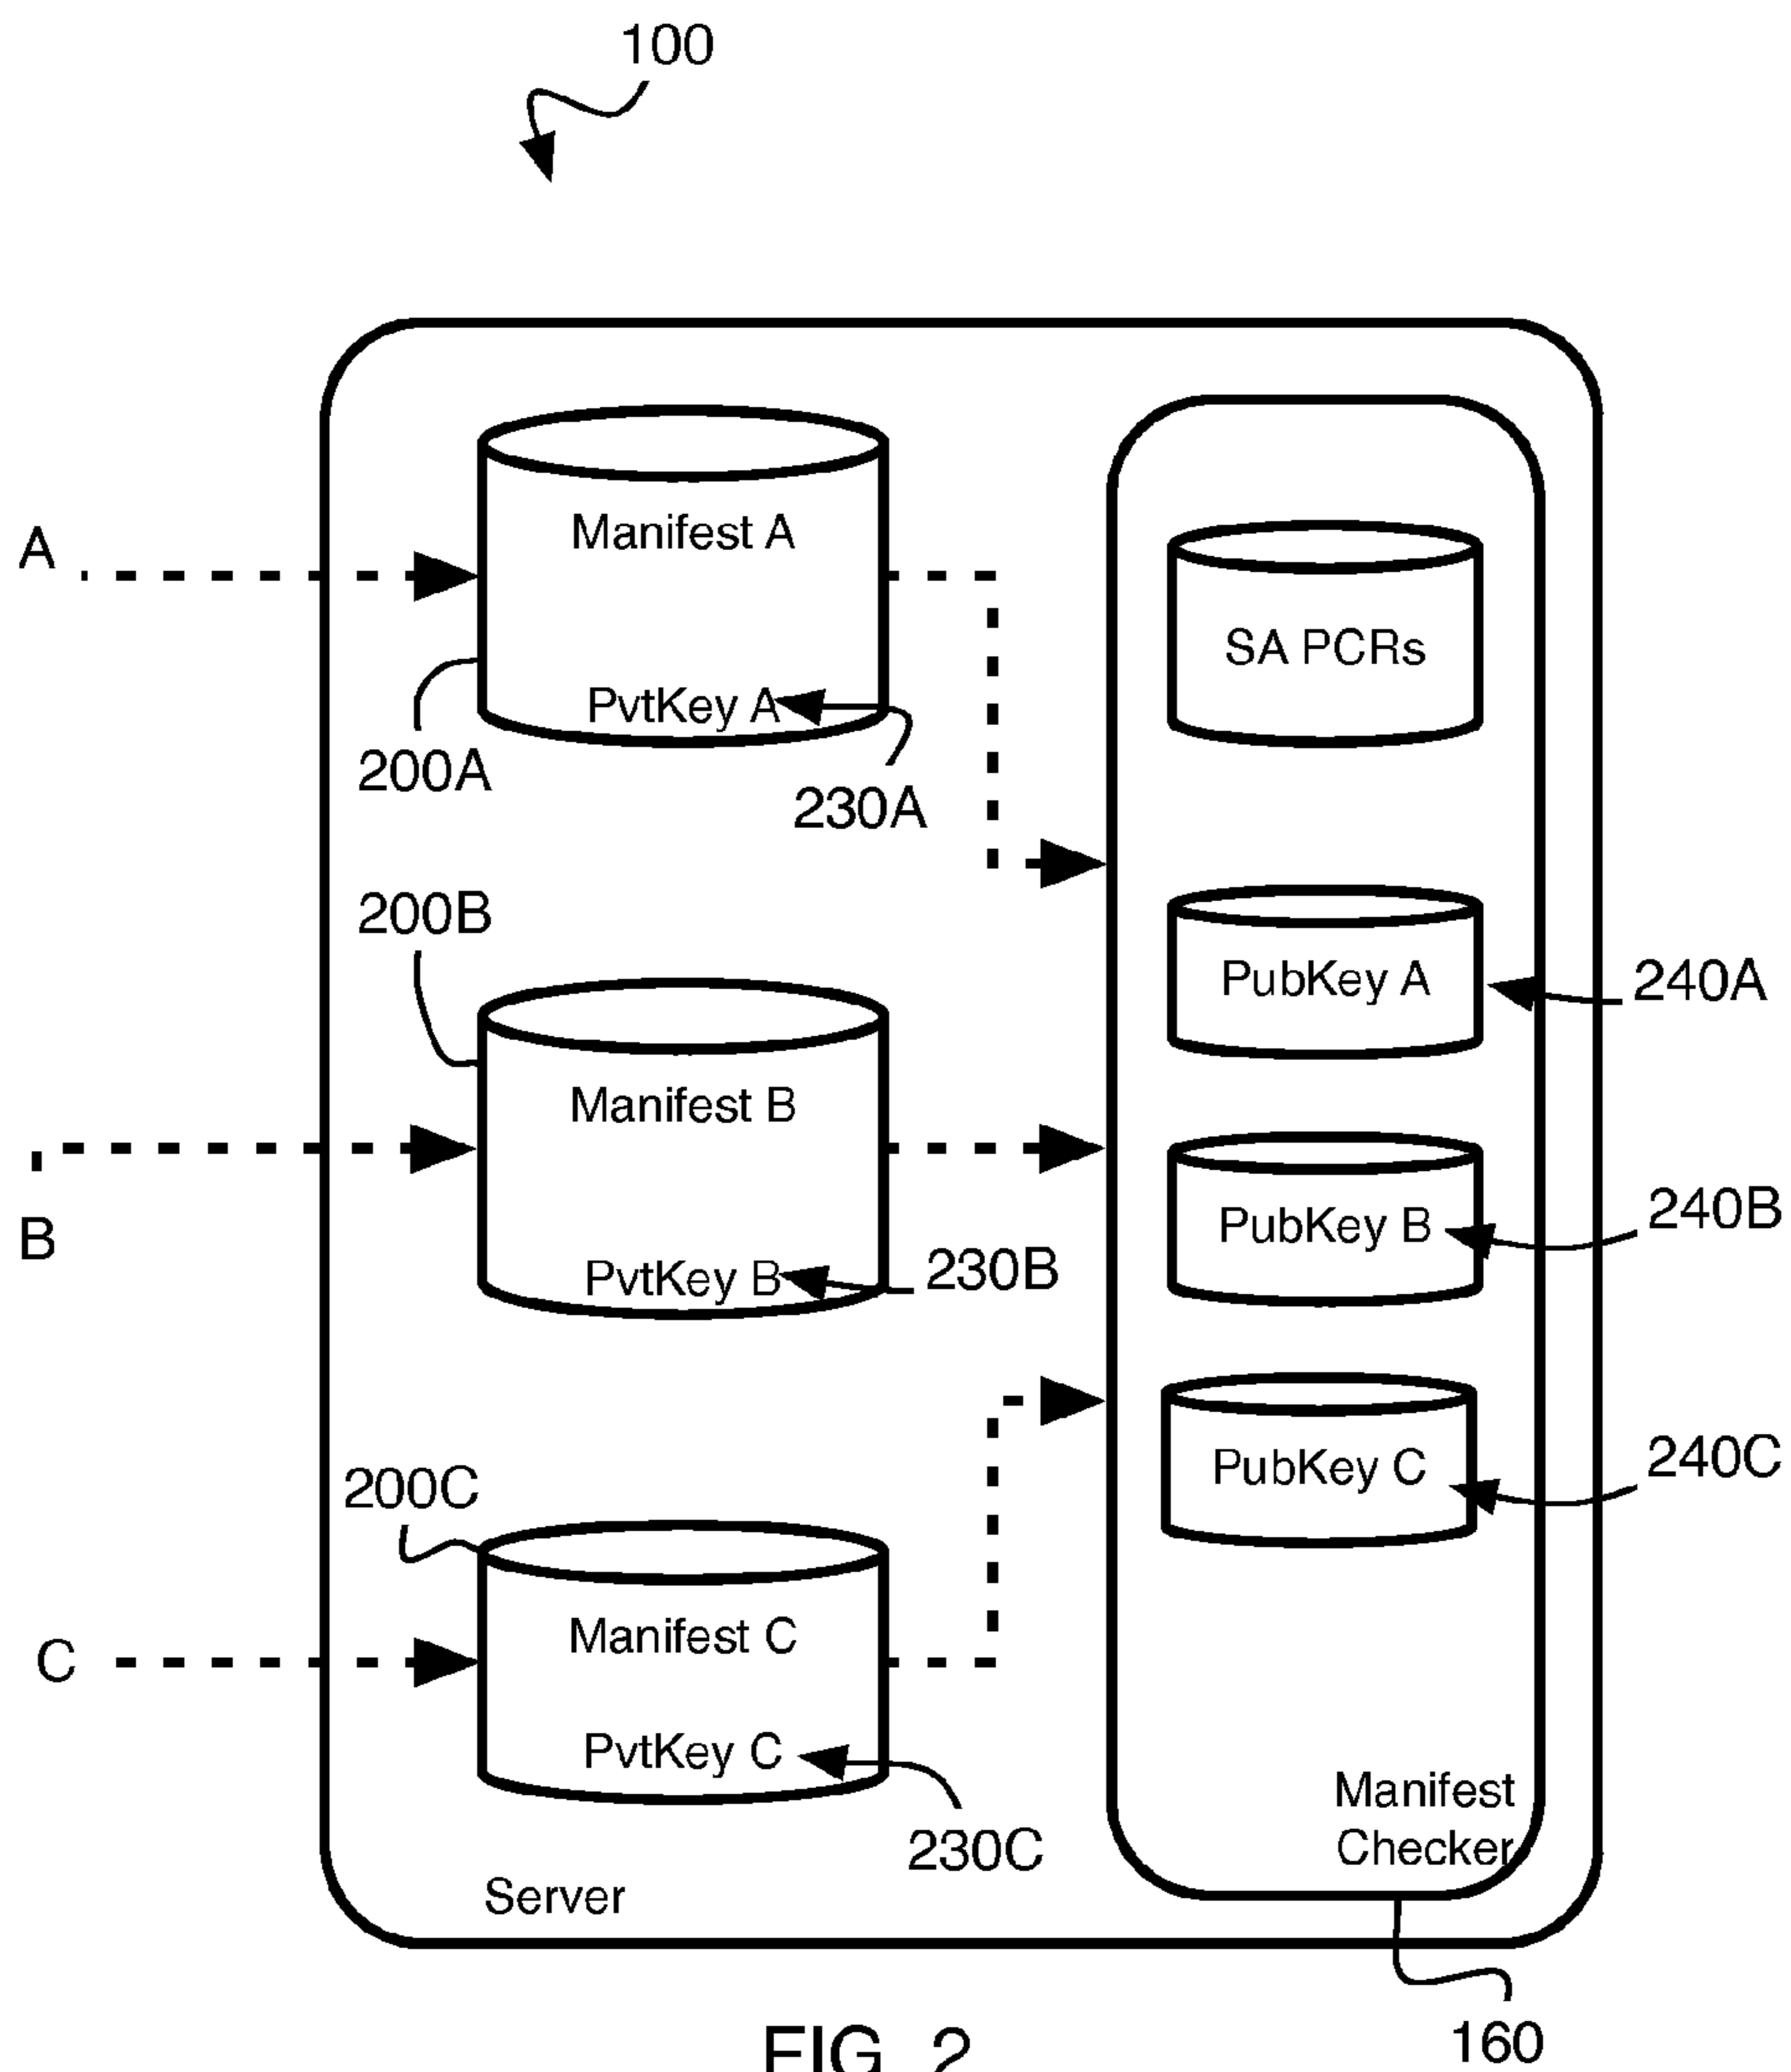 100
A
Manifest A
PvtKey A
200A
230A
SA PCRs
200B
PubKey A
240A
Manifest B
B
PvtKey B
230B
PubKey B
240B
200C
PubKey C
240C
C
Manifest C
PvtKey C
230C
Manifest
Checker
Server
160
FIG. 2